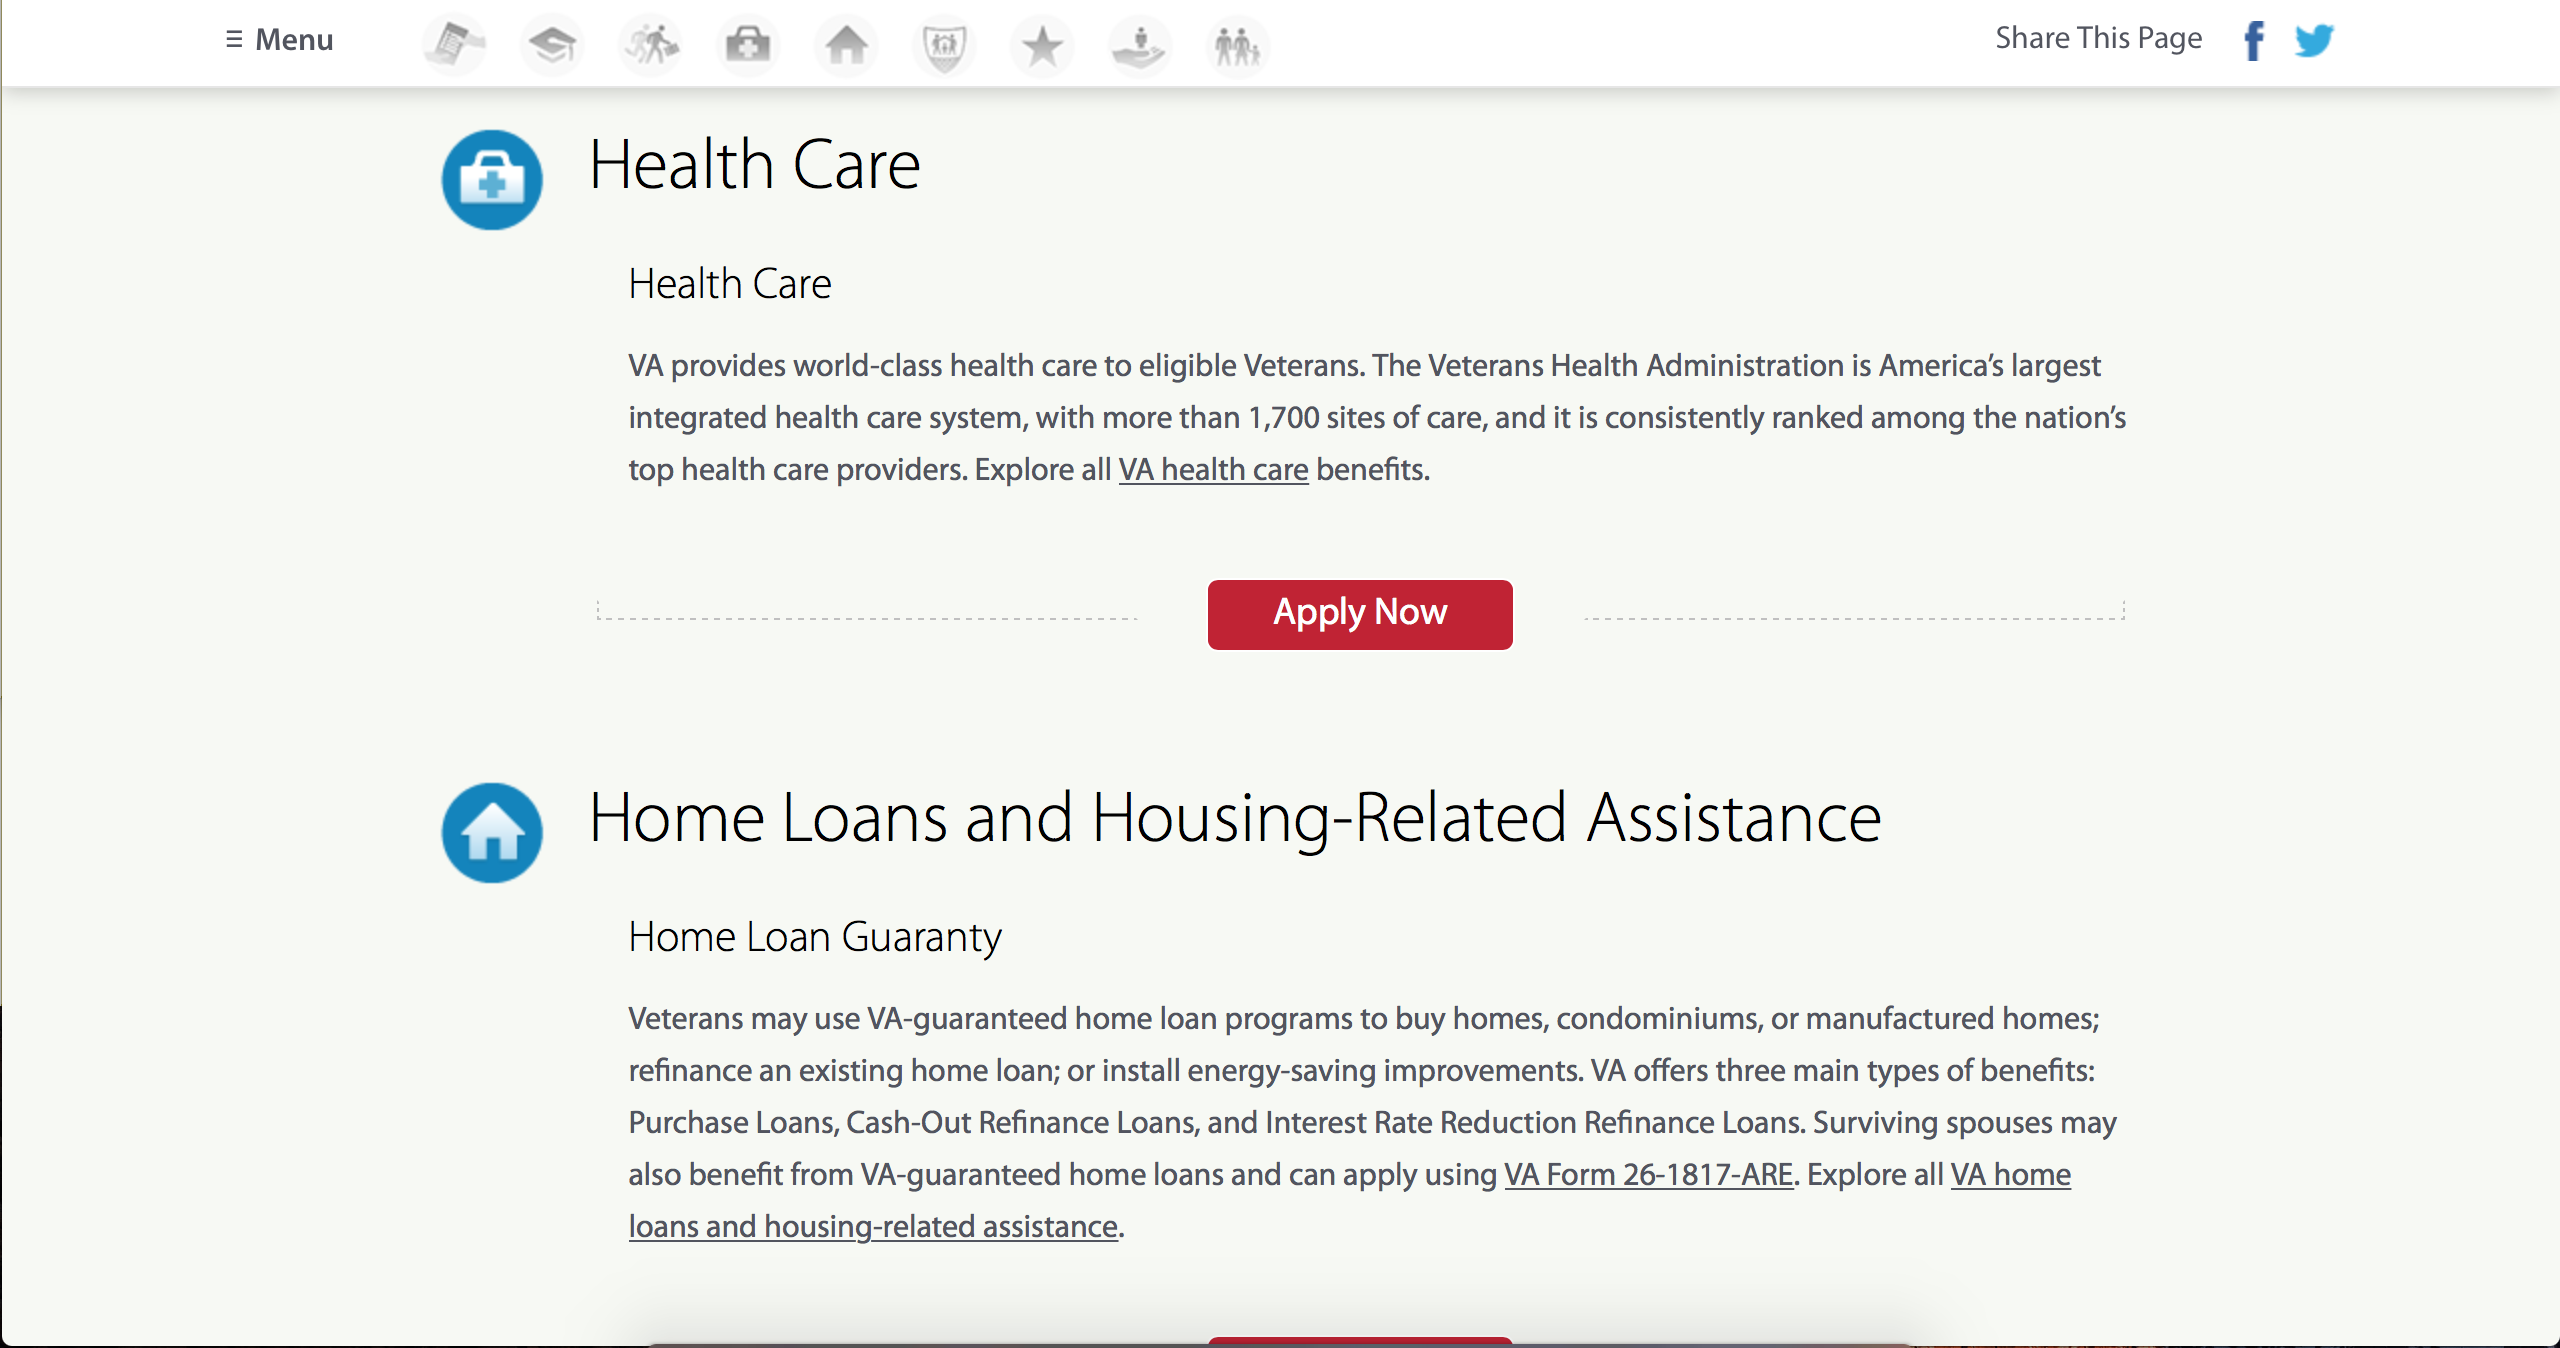 ☰ Menu
Share This Page
Health Care
Health Care
VA provides world-class health care to eligible Veterans. The Veterans Health Administration is America’s largest
integrated health care system, with more than 1,700 sites of care, and it is consistently ranked among the nation’s
top health care providers. Explore all VA health care benefits.
Apply Now
Home Loans and Housing-Related Assistance
Home Loan Guaranty
Veterans may use VA-guaranteed home loan programs to buy homes, condominiums, or manufactured homes;
refinance an existing home loan; or install energy-saving improvements. VA offers three main types of benefits:
Purchase Loans, Cash-Out Refinance Loans, and Interest Rate Reduction Refinance Loans. Surviving spouses may
also benefit from VA-guaranteed home loans and can apply using VA Form 26-1817-ARE. Explore all VA home
loans and housing-related assistance.